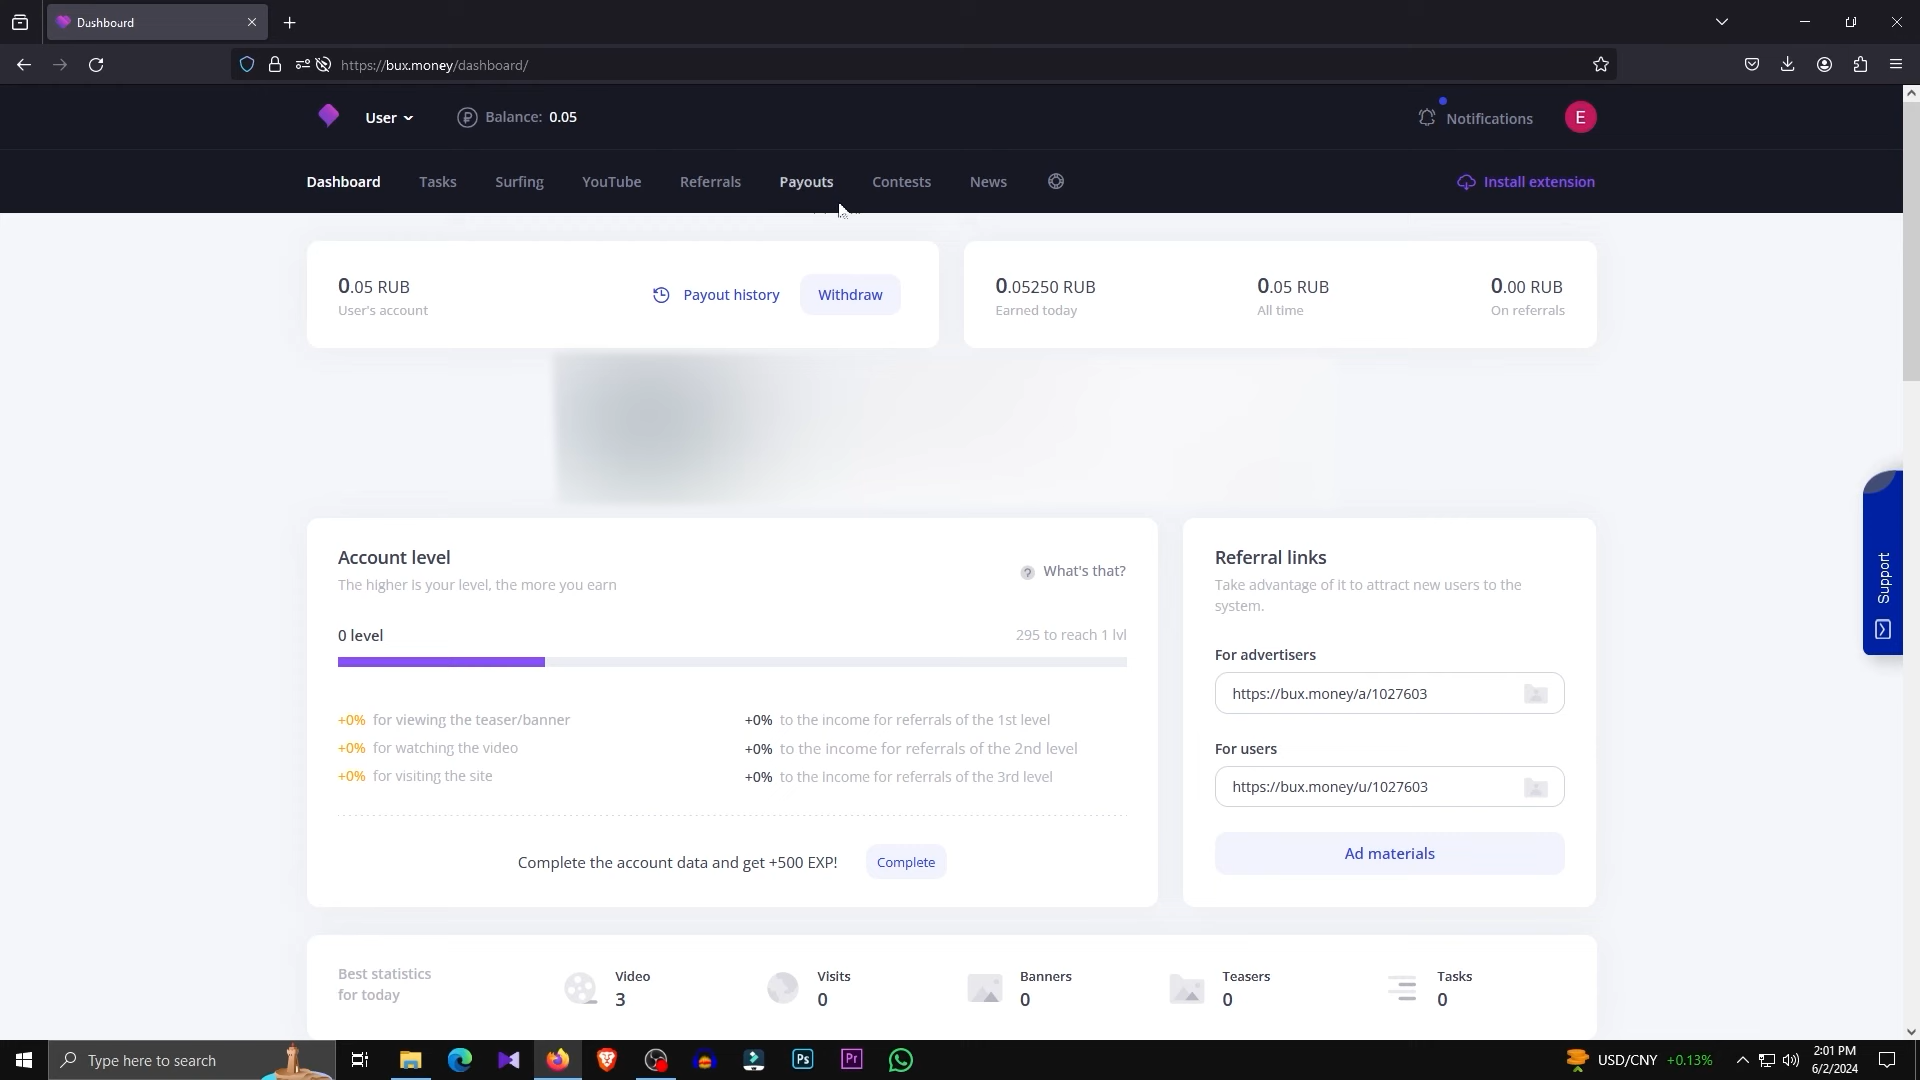 Dashboard
https://bux.money/dashboard/
User
Balance: 0.05
Notifications
E
Dashboard
Tasks
Surfing
YouTube
Referrals
Payouts
Contests
News
Install extension
0.05 RUB
User's account
Payout history
Withdraw
0.05250 RUB
Earned today
0.05 RUB
All time
0.00 RUB
On referrals
Account level
The higher is your level, the more you earn
? What's that?
0 level
295 to reach 1 lvl
+0% for viewing the teaser/banner
+0% for watching the video
+0% for visiting the site
+0% to the income for referrals of the 1st level
+0% to the income for referrals of the 2nd level
+0% to the income for referrals of the 3rd level
Complete the account data and get +500 EXP!
Complete
Referral links
Take advantage of it to attract new users to the
system.
For advertisers
https://bux.money/a/1027603
For users
https://bux.money/u/1027603
Ad materials
Support
Best statistics
for today
Video
3
Visits
0
Banners
0
Teasers
0
Tasks
0
Type here to search
Ps
Pr
USD/CNY +0.13%
2:01 PM
6/2/2024